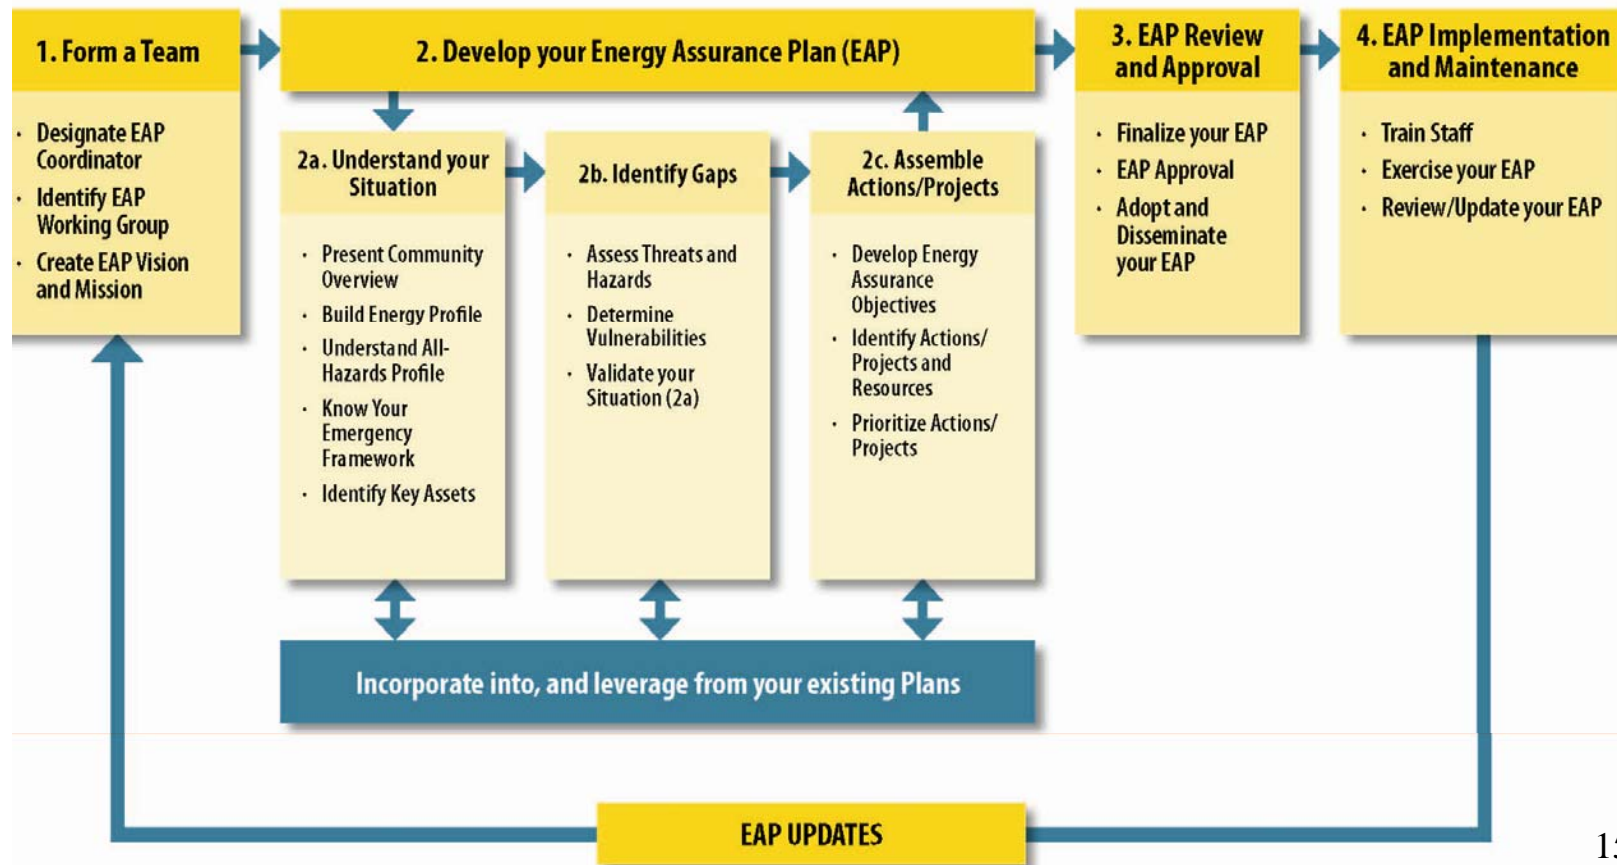 1. Form a Team
· Designate EAP
Coordinator
· Identify EAP
Working Group
· Create EAP Vision
and Mission
2. Develop your Energy Assurance Plan (EAP)
2a. Understand your
Situation
· Present Community
Overview
· Build Energy Profile
· Understand All-
Hazards Profile
· Know Your
Emergency
Framework
· Identify Key Assets
2b. Identify Gaps
· Assess Threats and
Hazards
· Determine
Vulnerabilities
· Validate your
Situation (2a)
2c. Assemble
Actions/Projects
· Develop Energy
Assurance
Objectives
· Identify Actions/
Projects and
Resources
· Prioritize Actions/
Projects
Incorporate into, and leverage from your existing Plans
3. EAP Review
and Approval
· Finalize your EAP
· EAP Approval
· Adopt and
Disseminate
your EAP
4. EAP Implementation
and Maintenance
· Train Staff
· Exercise your EAP
· Review/Update your EAP
EAP UPDATES